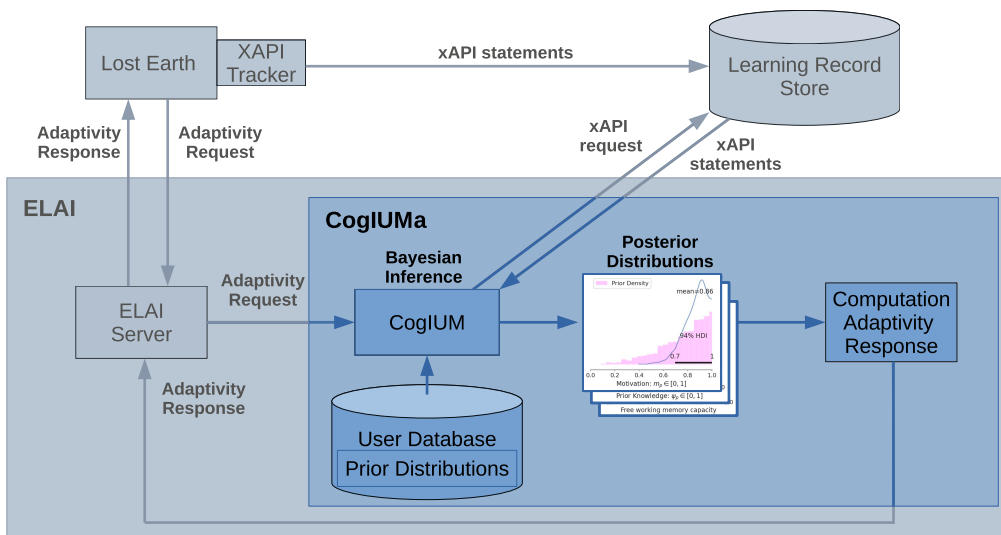 Lost Earth
XAPI
Tracker
xAPI statements
Learning Record
Store
Adaptivity
Response
Adaptivity
Request
xAPI
request
xAPI
statements
ELAI
CogIUMa
Bayesian
Inference
Posterior
Distributions
Adaptivity
Request
ELAI
Server
CogIUM
Prior Density
mean=0.86
94% HDI
0.7 1
0.0 0.2 0.4 0.6 0.8 1.0
Motivation: mₚ ∈ [0, 1]
Prior Knowledge: φₚ ∈ [0, 1]
Free working memory capacity
Computation
Adaptivity
Response
Adaptivity
Response
User Database
Prior Distributions